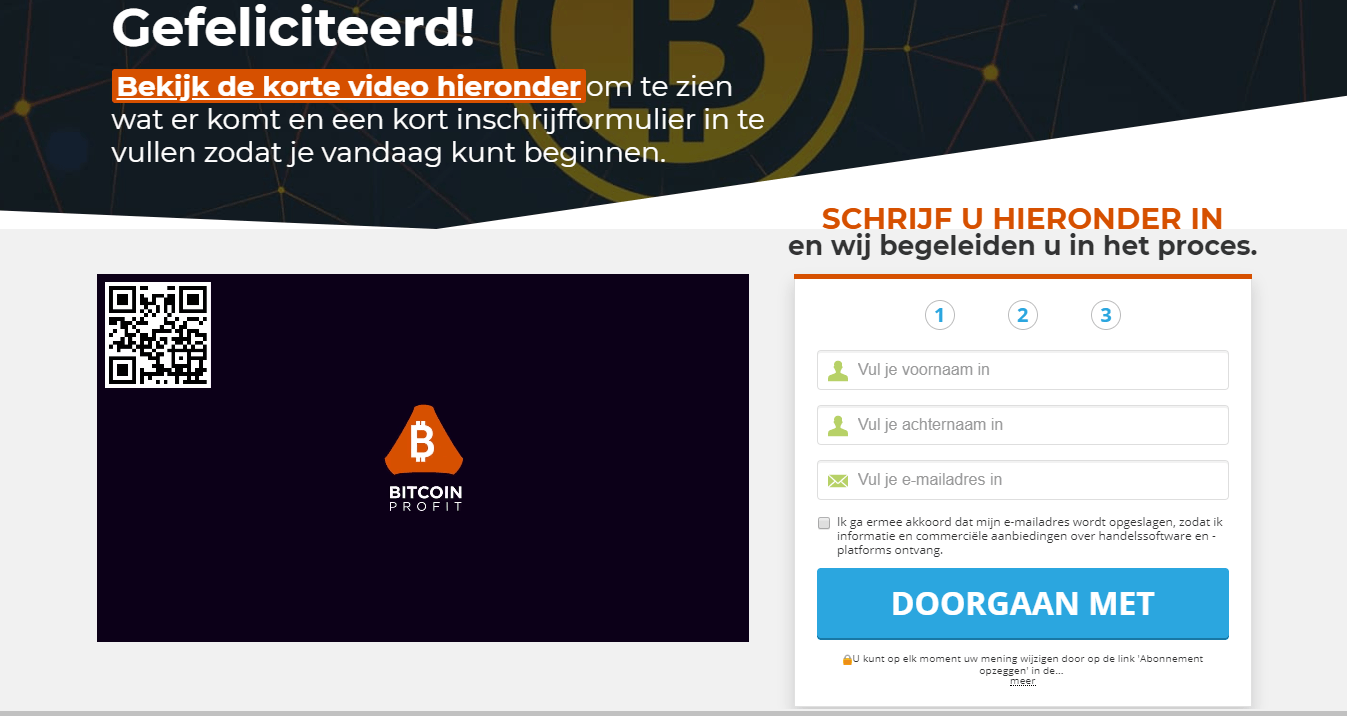 Gefeliciteerd!
Bekijk de korte video hieronder om te zien
wat er komt en een kort inschrijfformulier in te
vullen zodat je vandaag kunt beginnen.
SCHRIJF U HIERONDER IN
en wij begeleiden u in het proces.
BITCOIN
PROFIT
1 2 3
Vul je voornaam in
Vul je achternaam in
Vul je e-mailadres in
Ik ga ermee akkoord dat mijn e-mailadres wordt opgeslagen, zodat ik
informatie en commerciële aanbiedingen over handelssoftware en -
platforms ontvang.
DOORGAAN MET
U kunt op elk moment uw mening wijzigen door op de link 'Abonnement
opzeggen' in de...
meer